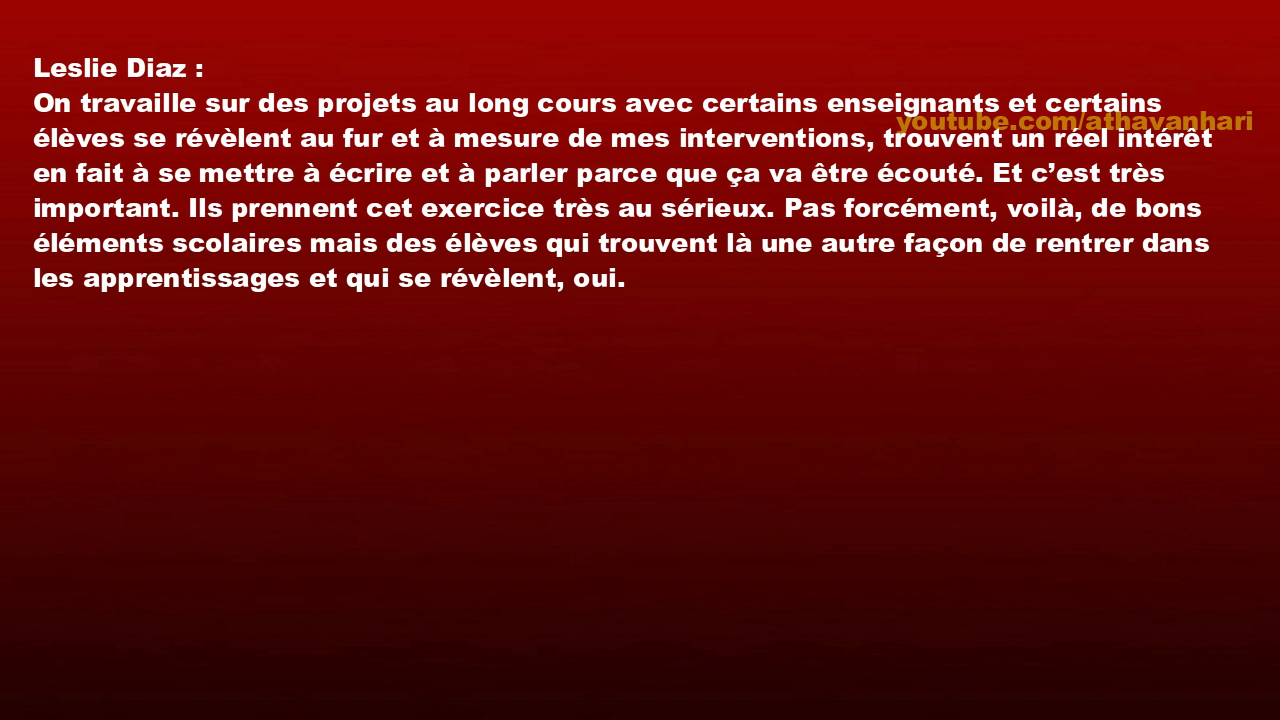 Leslie Diaz :
On travaille sur des projets au long cours avec certains enseignants et certains
youtube.com/athavanhari
élèves se révèlent au fur et à mesure de mes interventions, trouvent un réel intérêt
en fait à se mettre à écrire et à parler parce que ça va être écouté. Et c’est très
important. Ils prennent cet exercice très au sérieux. Pas forcément, voilà, de bons
éléments scolaires mais des élèves qui trouvent là une autre façon de rentrer dans
les apprentissages et qui se révèlent, oui.